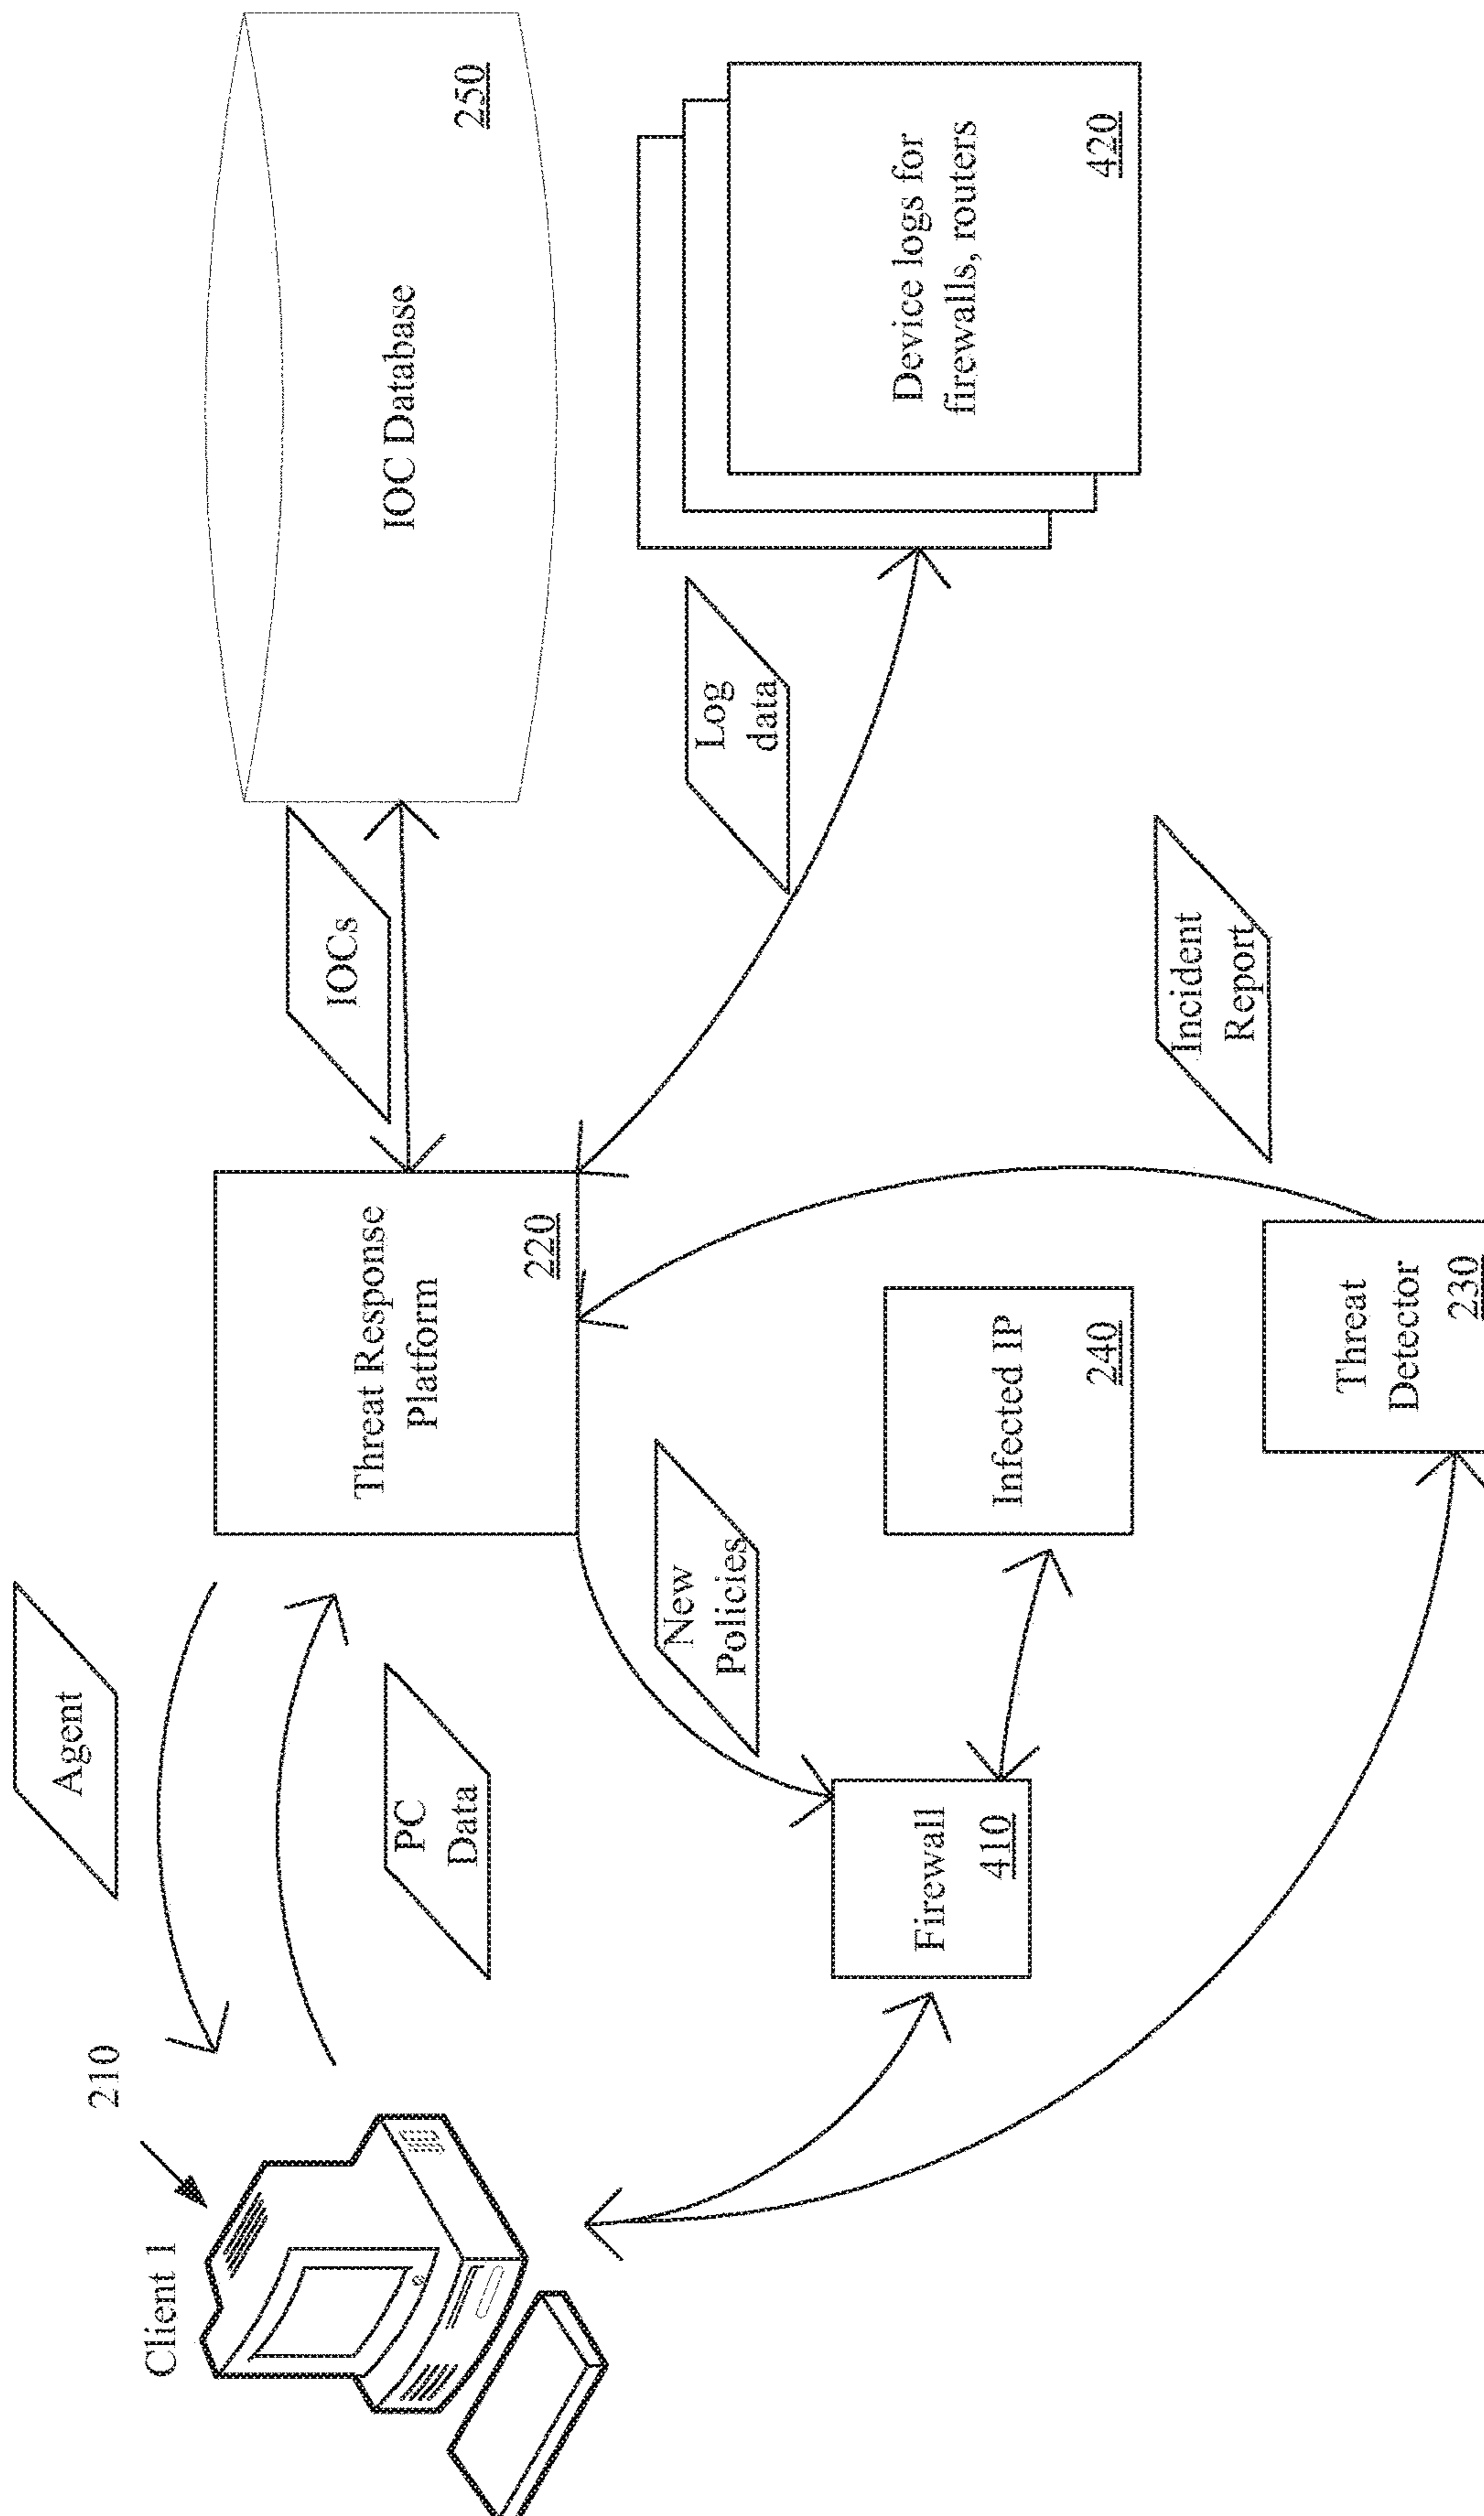 Client 1
210
Agent
PC
Data
Threat Response
Platform
220
IOCs
IOC Database
250
New
Policies
Log
data
Device logs for
firewalls, routers
420
Firewall
410
Infected IP
240
Incident
Report
Threat
Detector
230